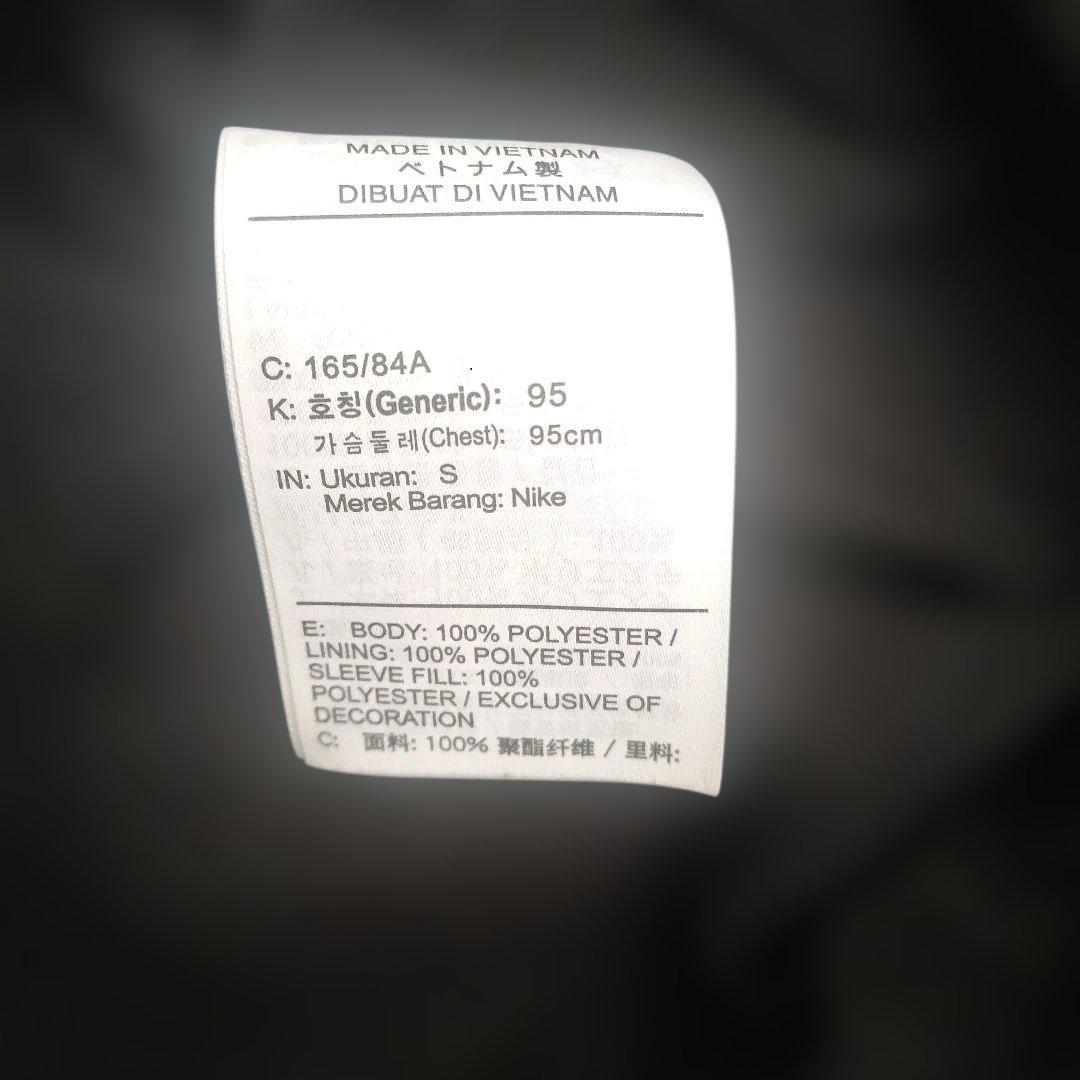 MADE IN VIETNAM
ベトナム製
DIBUAT DI VIETNAM
C: 165/84A
K: 호칭(Generic): 95
가슴둘레(Chest): 95cm
IN: Ukuran: S
Merek Barang: Nike
E: BODY: 100% POLYESTER /
LINING: 100% POLYESTER /
SLEEVE FILL: 100%
POLYESTER / EXCLUSIVE OF
DECORATION
C: 面料: 100% 聚酯纤维 / 里料: